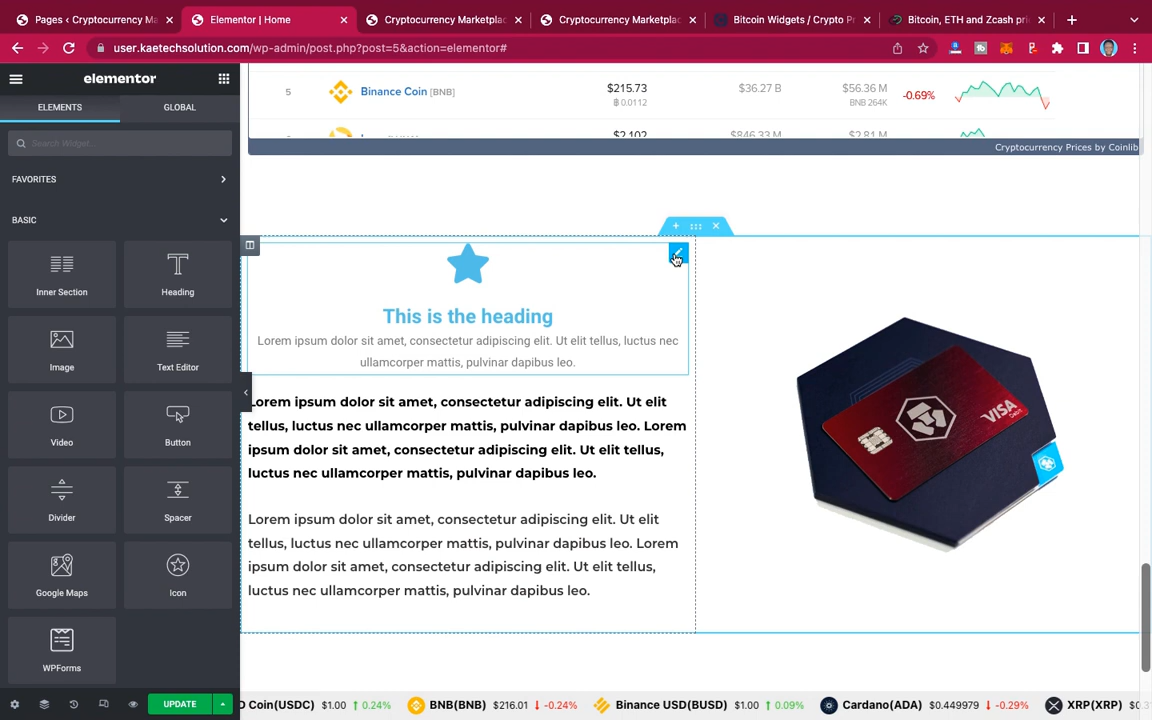 Pages ‹ Cryptocurrency Ma
Elementor | Home
Cryptocurrency Marketplac
Cryptocurrency Marketplac
Bitcoin Widgets / Crypto Pr
Bitcoin, ETH and Zcash pri
user.kaetechsolution.com/wp-admin/post.php?post=5&action=elementor#
elementor
ELEMENTS
GLOBAL
Search Widget...
FAVORITES
BASIC
Inner Section
Heading
Image
Text Editor
Video
Button
Divider
Spacer
Google Maps
Icon
WPForms
UPDATE
5
Binance Coin [BNB]
$215.73
฿ 0.0112
$36.27 B
$56.36 M
BNB 264K
-0.69%
$2.102
$846.33 M
$2.81 M
Cryptocurrency Prices by Coinlib
This is the heading
Lorem ipsum dolor sit amet, consectetur adipiscing elit. Ut elit tellus, luctus nec
ullamcorper mattis, pulvinar dapibus leo.
Lorem ipsum dolor sit amet, consectetur adipiscing elit. Ut elit
tellus, luctus nec ullamcorper mattis, pulvinar dapibus leo. Lorem
ipsum dolor sit amet, consectetur adipiscing elit. Ut elit tellus,
luctus nec ullamcorper mattis, pulvinar dapibus leo.
Lorem ipsum dolor sit amet, consectetur adipiscing elit. Ut elit
tellus, luctus nec ullamcorper mattis, pulvinar dapibus leo. Lorem
ipsum dolor sit amet, consectetur adipiscing elit. Ut elit tellus,
luctus nec ullamcorper mattis, pulvinar dapibus leo.
VISA
DEBIT
D Coin(USDC) $1.00 ↑ 0.24%
BNB(BNB) $216.01 ↓ -0.24%
Binance USD(BUSD) $1.00 ↑ 0.09%
Cardano(ADA) $0.449979 ↓ -0.29%
XRP(XRP)